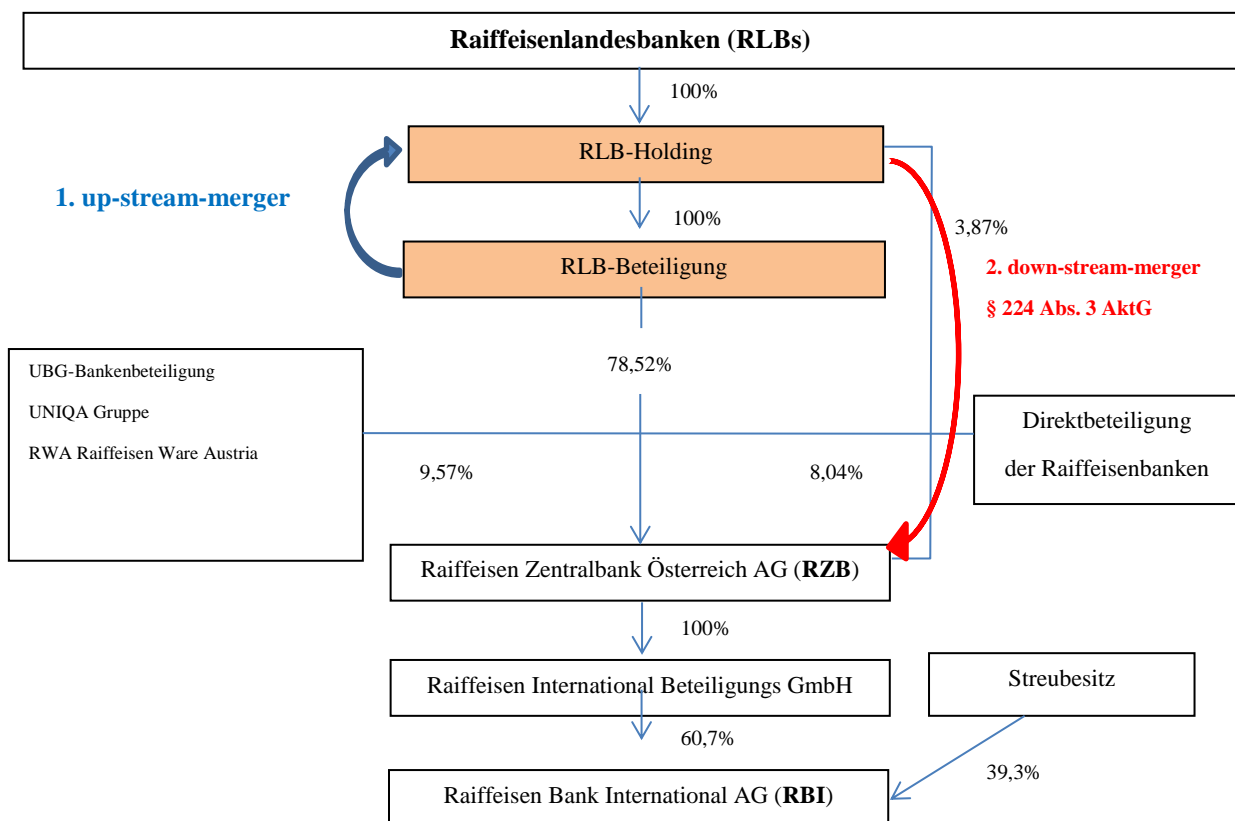 Raiffeisenlandesbanken (RLBs)
100%
RLB-Holding
1. up-stream-merger
100%
3,87%
RLB-Beteiligung
2. down-stream-merger
§ 224 Abs. 3 AktG
78,52%
UBG-Bankenbeteiligung
UNIQA Gruppe
RWA Raiffeisen Ware Austria
Direktbeteiligung
der Raiffeisenbanken
9,57%
8,04%
Raiffeisen Zentralbank Österreich AG (RZB)
100%
Raiffeisen International Beteiligungs GmbH
Streubesitz
60,7%
39,3%
Raiffeisen Bank International AG (RBI)